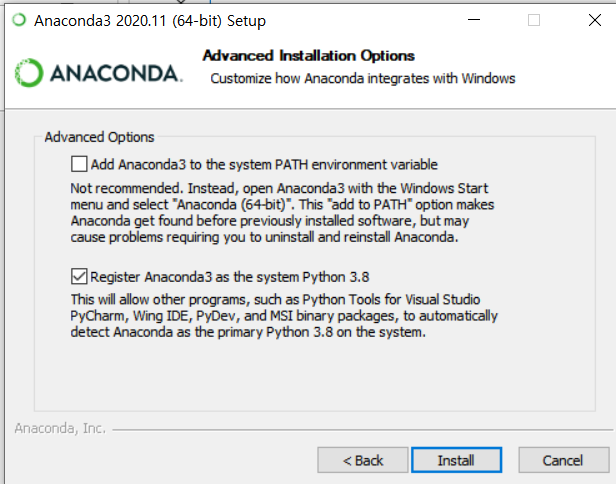 Anaconda3 2020.11 (64-bit) Setup
ANACONDA.
Advanced Installation Options
Customize how Anaconda integrates with Windows
Advanced Options
Add Anaconda3 to the system PATH environment variable
Not recommended. Instead, open Anaconda3 with the Windows Start
menu and select "Anaconda (64-bit)". This "add to PATH" option makes
Anaconda get found before previously installed software, but may
cause problems requiring you to uninstall and reinstall Anaconda.
Register Anaconda3 as the system Python 3.8
This will allow other programs, such as Python Tools for Visual Studio
PyCharm, Wing IDE, PyDev, and MSI binary packages, to automatically
detect Anaconda as the primary Python 3.8 on the system.
Anaconda, Inc.
< Back
Install
Cancel